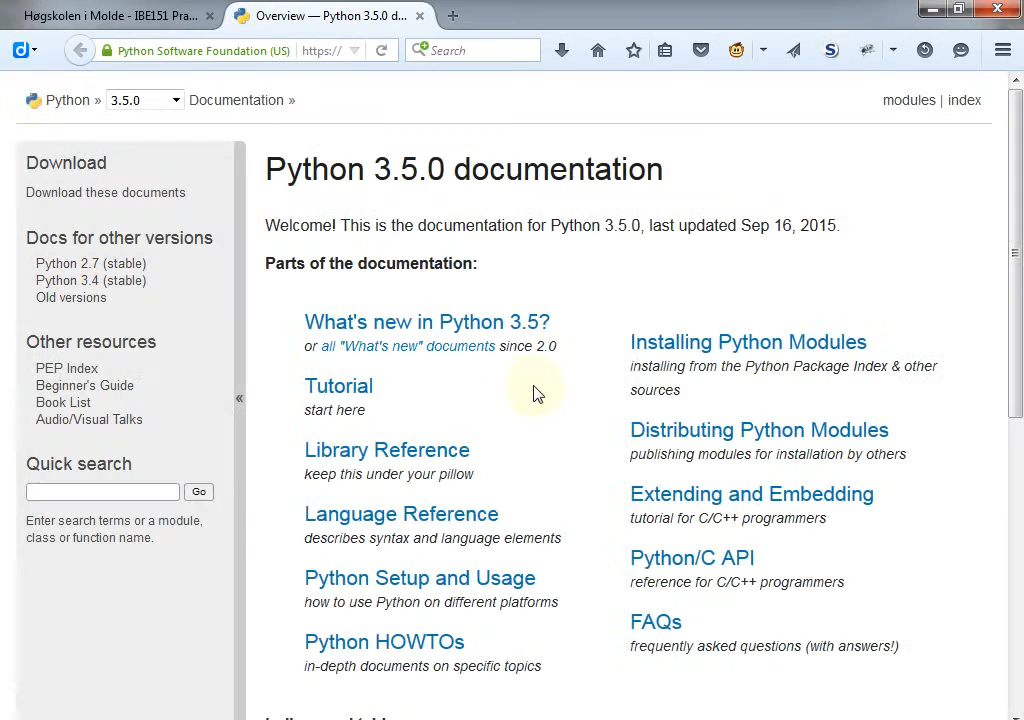 Høgskolen i Molde - IBE151 Pra...
Overview — Python 3.5.0 d...
Python Software Foundation (US)
https://
Search
Python »
3.5.0
Documentation »
modules | index
Download
Download these documents
Docs for other versions
Python 2.7 (stable)
Python 3.4 (stable)
Old versions
Other resources
PEP Index
Beginner's Guide
Book List
Audio/Visual Talks
Quick search
Go
Enter search terms or a module,
class or function name.
«
Python 3.5.0 documentation
Welcome! This is the documentation for Python 3.5.0, last updated Sep 16, 2015.
Parts of the documentation:
What's new in Python 3.5?
or all "What's new" documents since 2.0
Tutorial
start here
Library Reference
keep this under your pillow
Language Reference
describes syntax and language elements
Python Setup and Usage
how to use Python on different platforms
Python HOWTOs
in-depth documents on specific topics
Installing Python Modules
installing from the Python Package Index & other
sources
Distributing Python Modules
publishing modules for installation by others
Extending and Embedding
tutorial for C/C++ programmers
Python/C API
reference for C/C++ programmers
FAQs
frequently asked questions (with answers!)